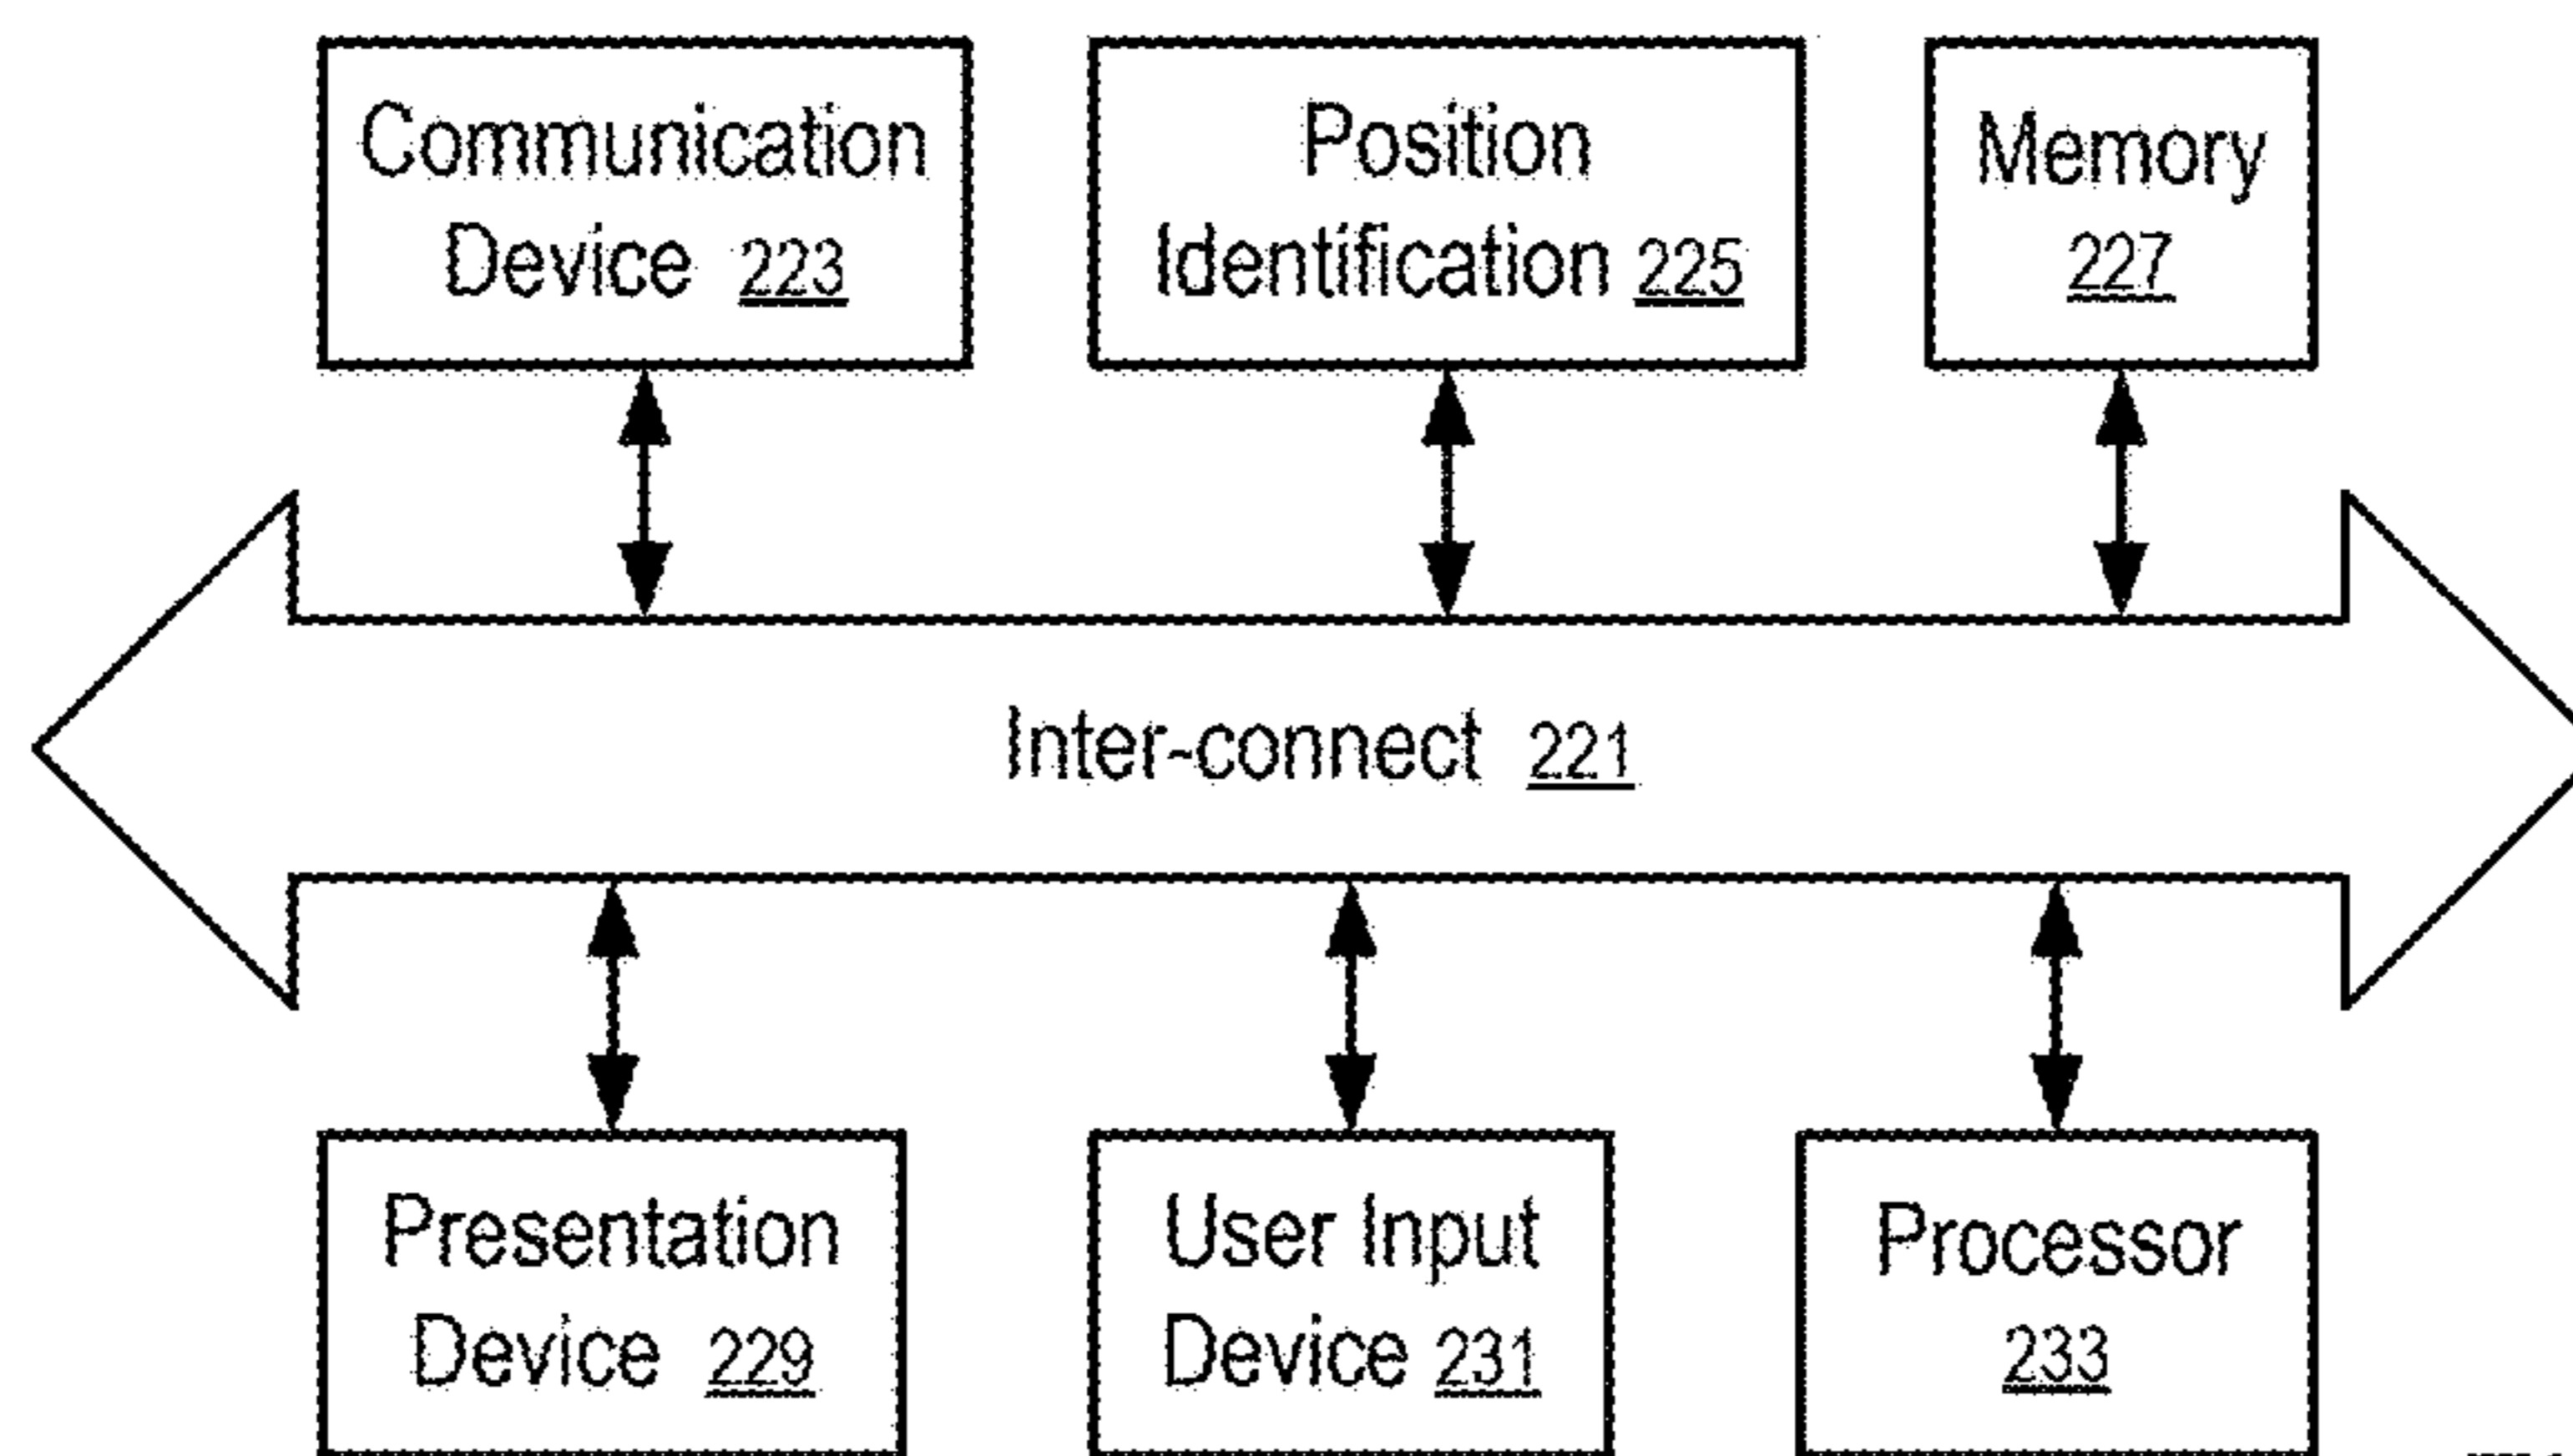 Communication
Device 223
Position
Identification 225
Memory
227
Inter-connect 221
Presentation
Device 229
User Input
Device 231
Processor
233